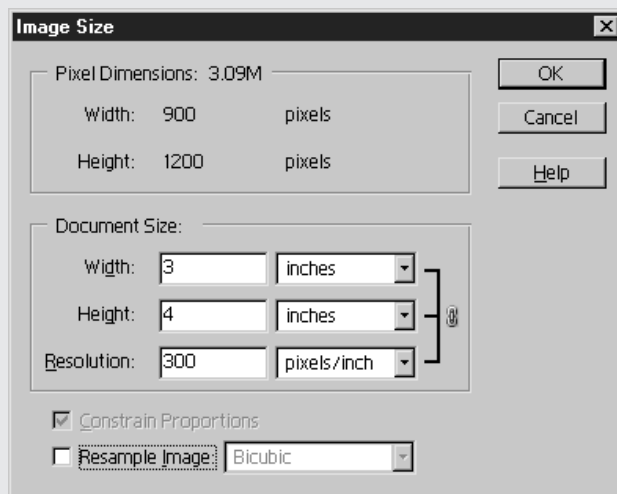 Image Size
Pixel Dimensions: 3.09M
OK
Width: 900 pixels
Cancel
Height: 1200 pixels
Help
Document Size:
Width: 3 inches
Height: 4 inches
Resolution: 300 pixels/inch
Constrain Proportions
Resample Image: Bicubic